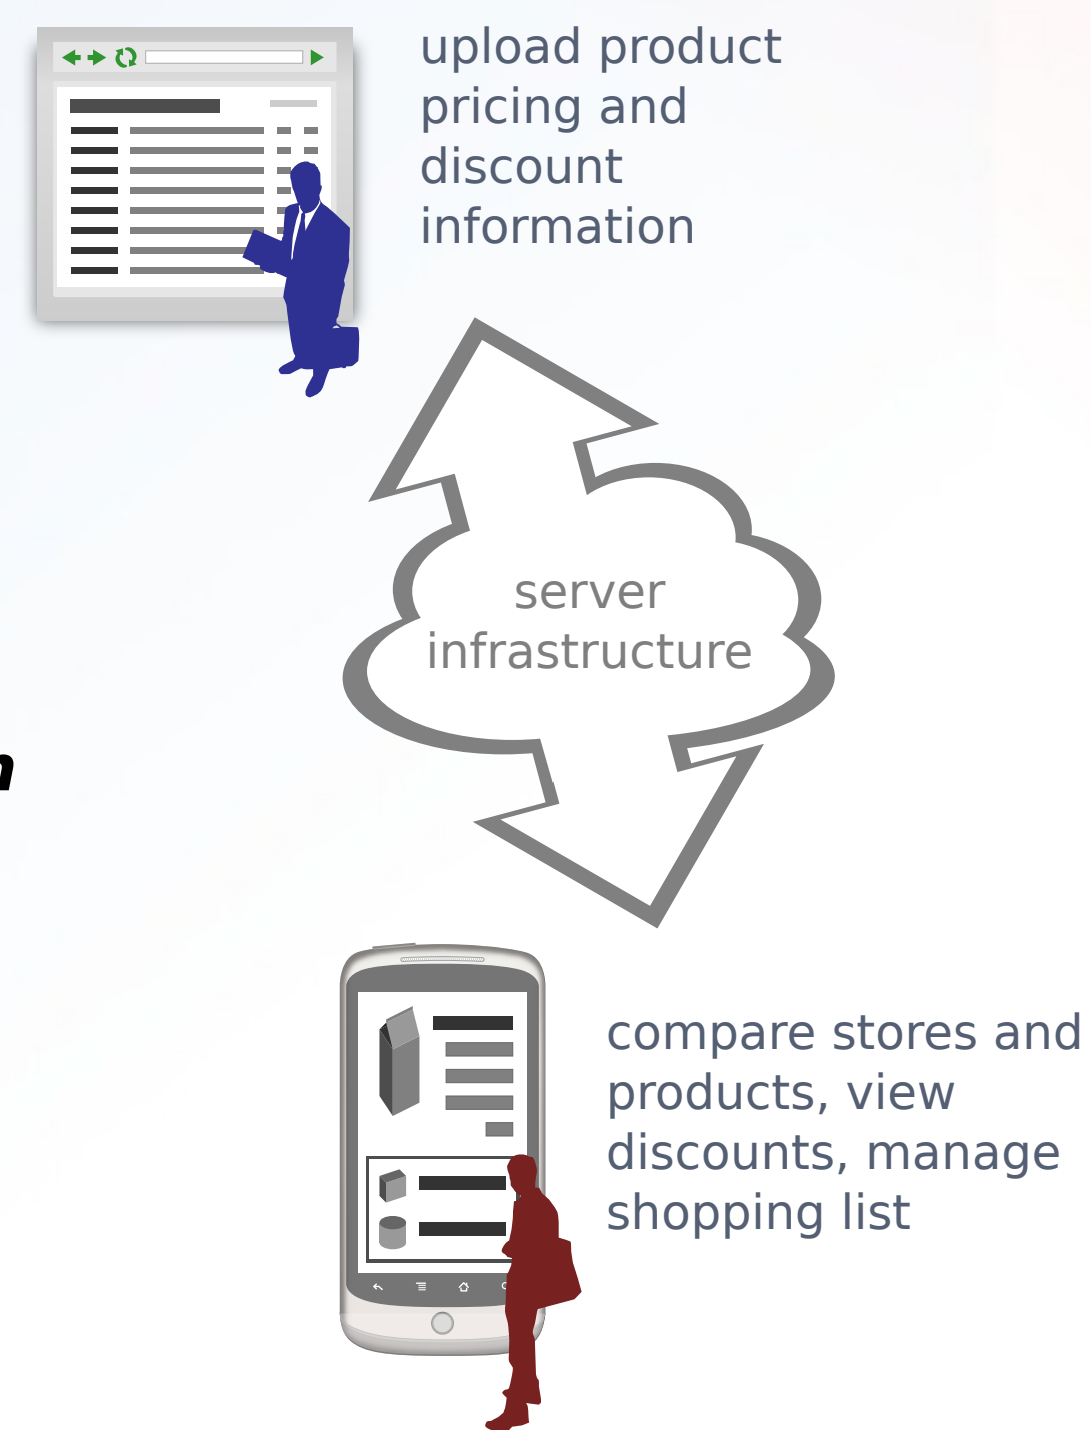 upload product
pricing and
discount
information
server
infrastructure
compare stores and
products, view
discounts, manage
shopping list